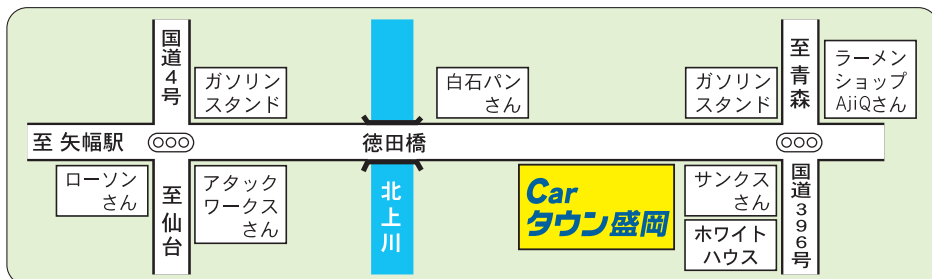 国道4号
ガソリン
スタンド
白石パン
さん
ガソリン
スタンド
至青森
ラーメン
ショップ
AjiQさん
至 矢幅駅
徳田橋
ローソン
さん
至仙台
アタック
ワークス
さん
北上川
Car
タウン盛岡
サンクス
さん
ホワイト
ハウス
国道396号